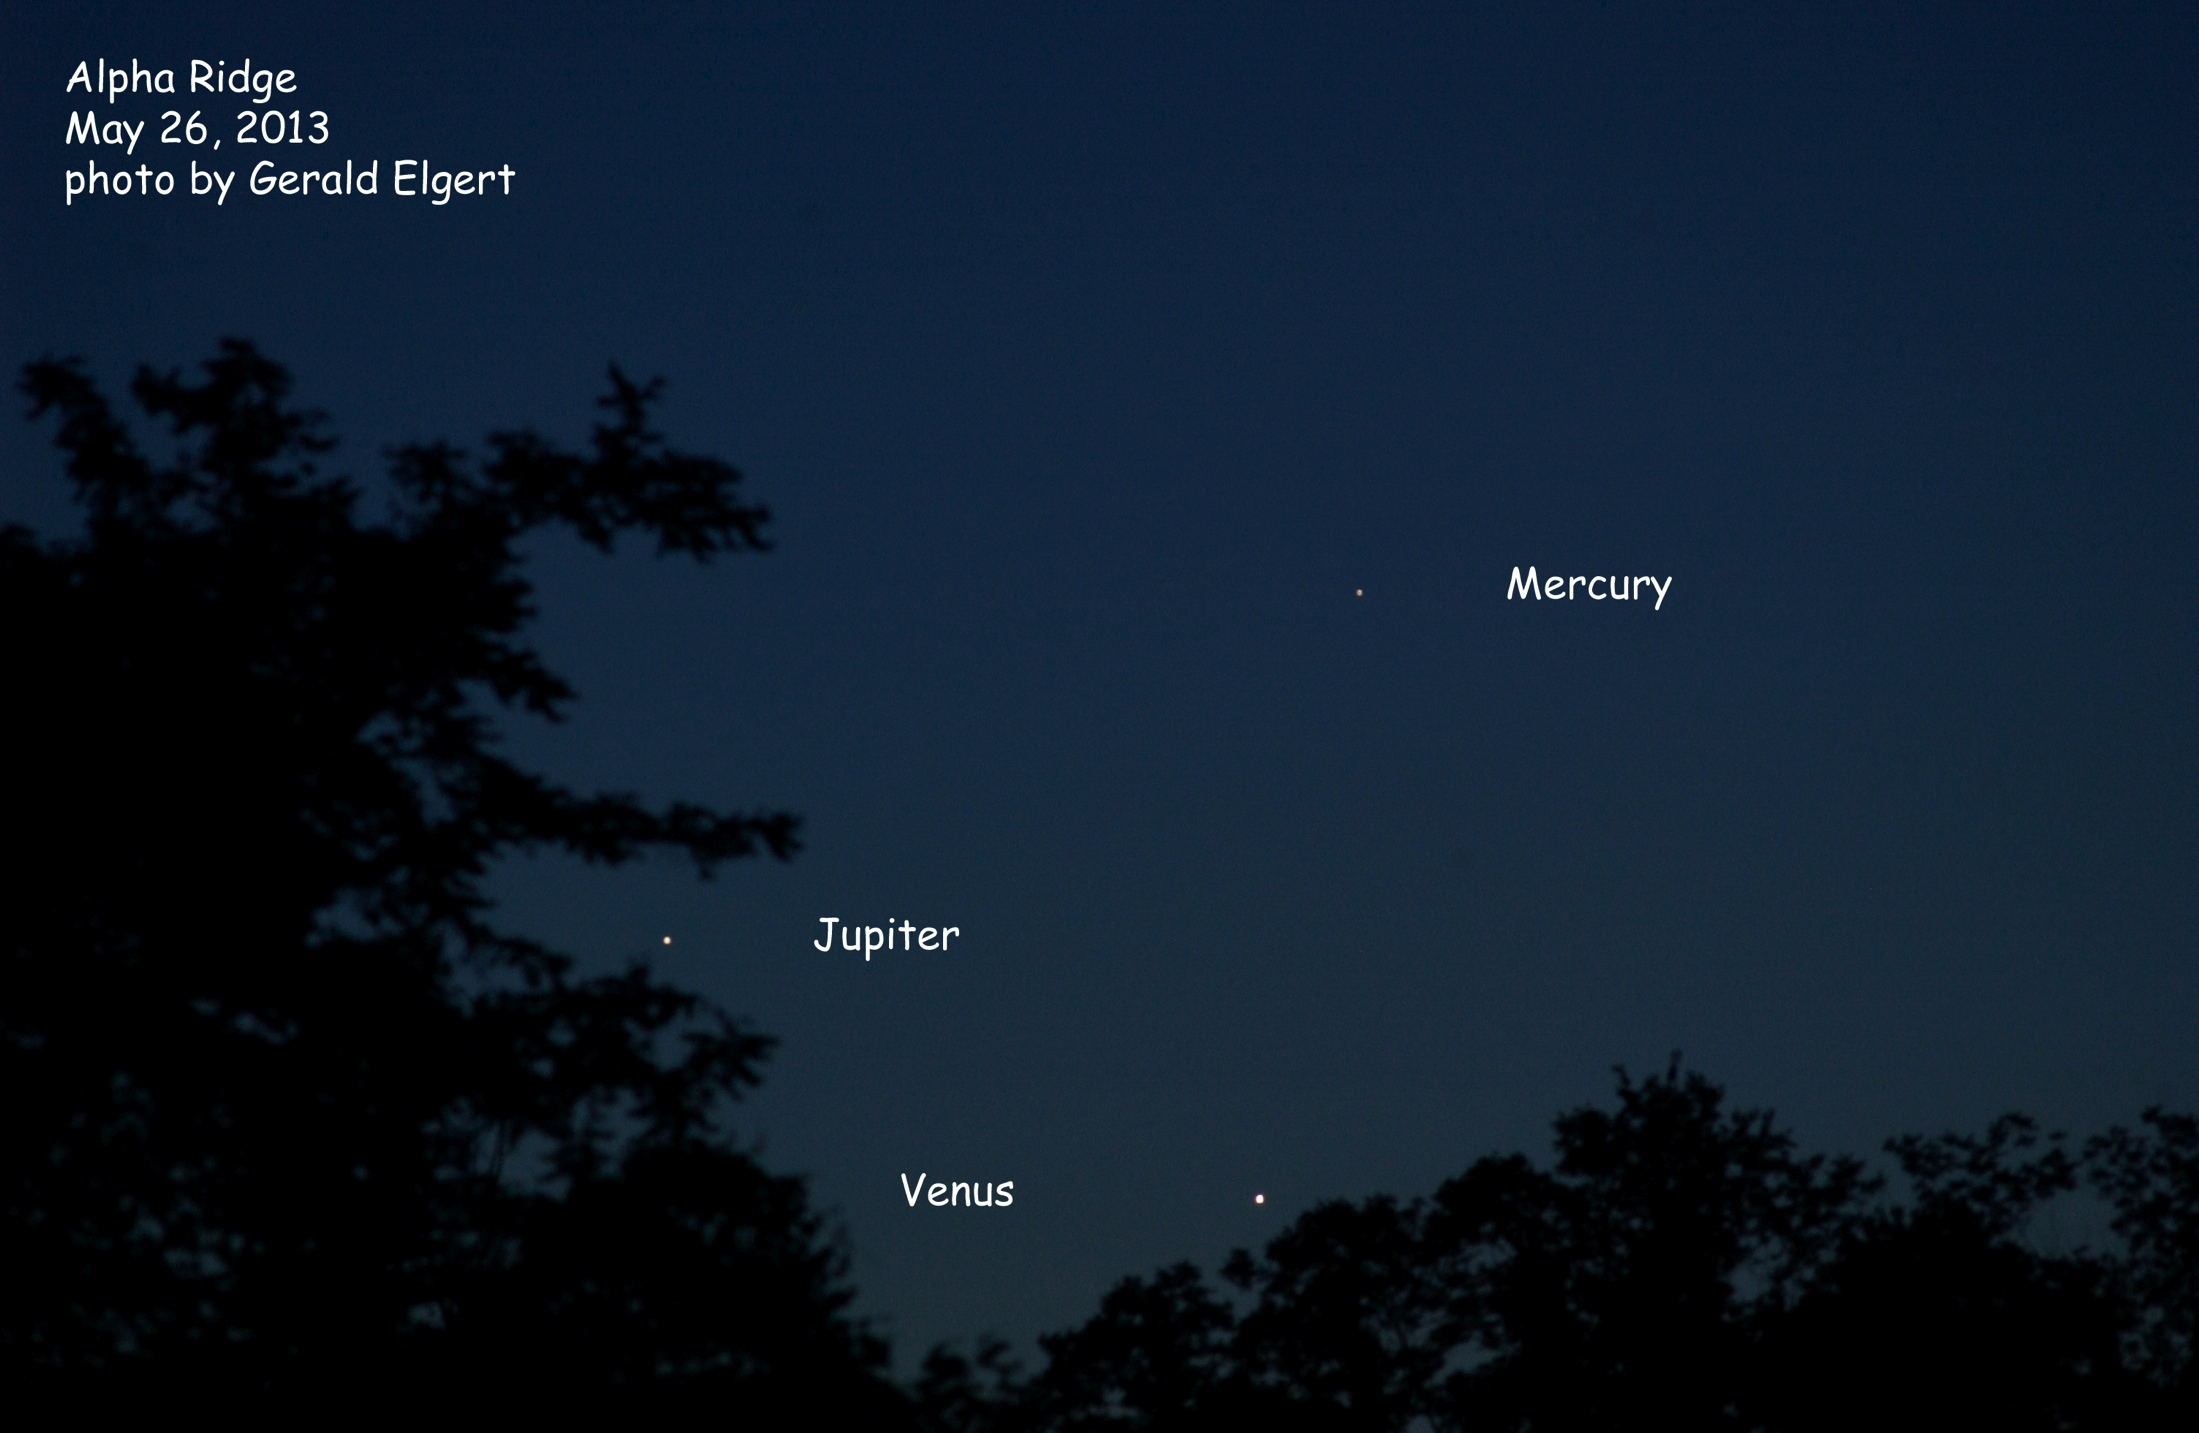 Alpha Ridge
May 26, 2013
photo by Gerald Elgert
Mercury
Jupiter
Venus